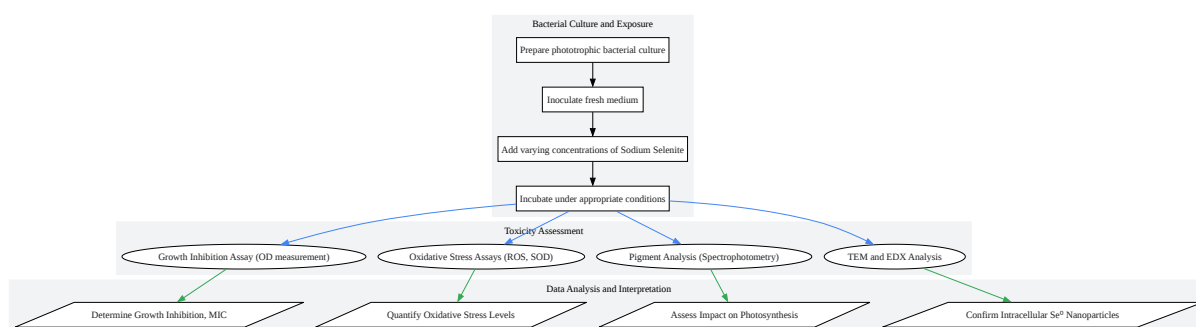 Bacterial Culture and Exposure
Prepare phototrophic bacterial culture
Inoculate fresh medium
Add varying concentrations of Sodium Selenite
Incubate under appropriate conditions
Toxicity Assessment
Growth Inhibition Assay (OD measurement)
Oxidative Stress Assays (ROS, SOD)
Pigment Analysis (Spectrophotometry)
TEM and EDX Analysis
Data Analysis and Interpretation
Determine Growth Inhibition, MIC
Quantify Oxidative Stress Levels
Assess Impact on Photosynthesis
Confirm Intracellular Se⁰ Nanoparticles